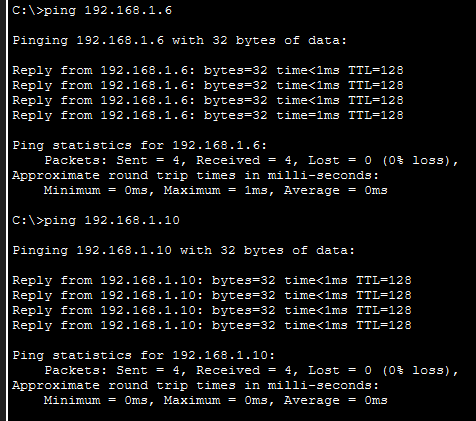 C:\>ping 192.168.1.6
Pinging 192.168.1.6 with 32 bytes of data:
Reply from 192.168.1.6: bytes=32 time<1ms TTL=128
Reply from 192.168.1.6: bytes=32 time<1ms TTL=128
Reply from 192.168.1.6: bytes=32 time<1ms TTL=128
Reply from 192.168.1.6: bytes=32 time=1ms TTL=128
Ping statistics for 192.168.1.6:
    Packets: Sent = 4, Received = 4, Lost = 0 (0% loss),
Approximate round trip times in milli-seconds:
    Minimum = 0ms, Maximum = 1ms, Average = 0ms
C:\>ping 192.168.1.10
Pinging 192.168.1.10 with 32 bytes of data:
Reply from 192.168.1.10: bytes=32 time<1ms TTL=128
Reply from 192.168.1.10: bytes=32 time<1ms TTL=128
Reply from 192.168.1.10: bytes=32 time<1ms TTL=128
Reply from 192.168.1.10: bytes=32 time<1ms TTL=128
Ping statistics for 192.168.1.10:
    Packets: Sent = 4, Received = 4, Lost = 0 (0% loss),
Approximate round trip times in milli-seconds:
    Minimum = 0ms, Maximum = 0ms, Average = 0ms